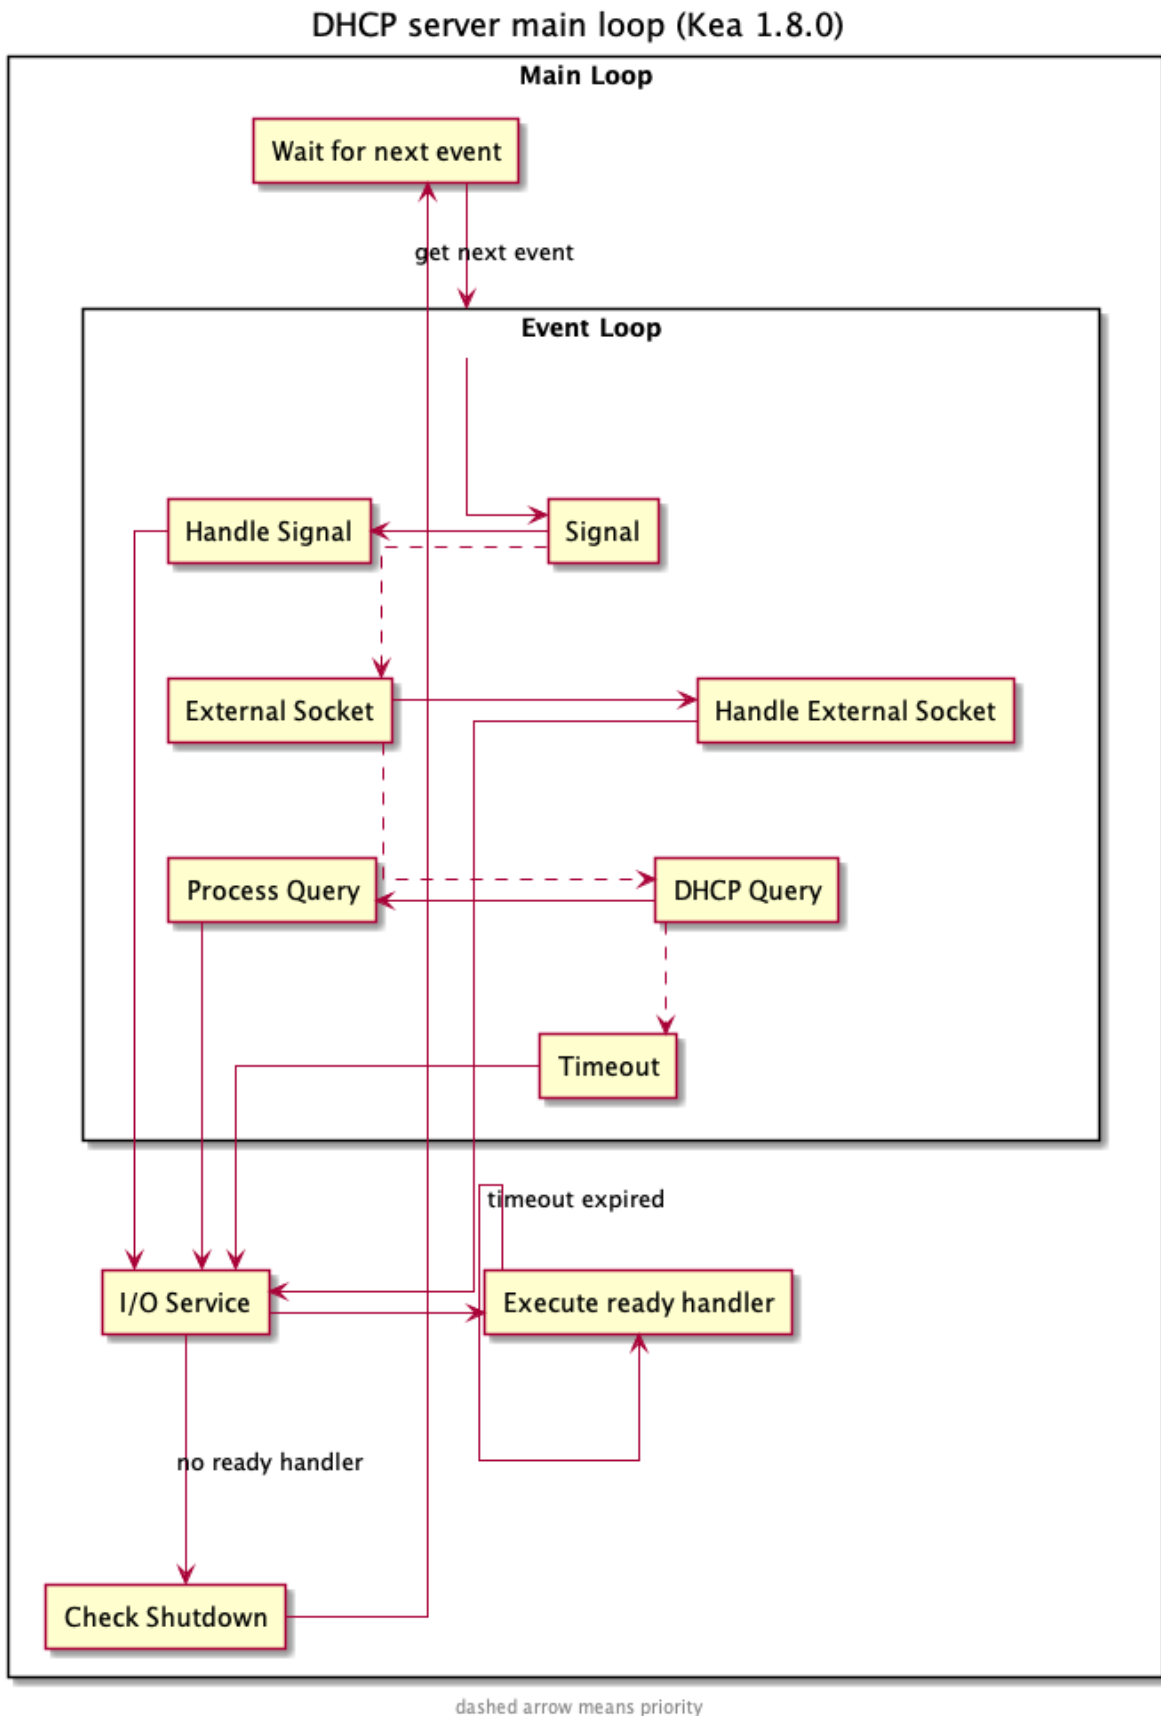 DHCP server main loop (Kea 1.8.0)
Main Loop
Wait for next event
get next event
Event Loop
Handle Signal
Signal
External Socket
Handle External Socket
Process Query
DHCP Query
Timeout
timeout expired
I/O Service
Execute ready handler
no ready handler
Check Shutdown
dashed arrow means priority